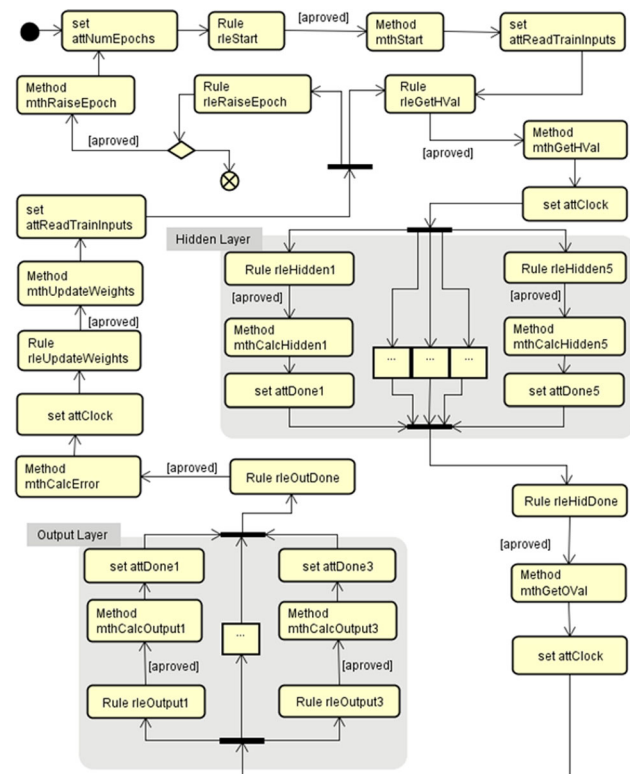 set
attNumEpochs
Rule
rleStart
[aproved]
Method
mthStart
set
attReadTrainInputs
Method
mthRaiseEpoch
Rule
rleRaiseEpoch
Rule
rleGetHVal
[aproved]
[aproved]
Method
mthGetHVal
set attClock
set
attReadTrainInputs
Hidden Layer
Rule rleHidden1
[aproved]
Method
mthCalcHidden1
set attDone1
...
...
...
Rule rleHidden5
[aproved]
Method
mthCalcHidden5
set attDone5
Method
mthUpdateWeights
[aproved]
Rule
rleUpdateWeights
set attClock
Method
mthCalcError
[aproved]
Rule rleOutDone
Rule rleHidDone
[aproved]
Method
mthGetOVal
set attClock
Output Layer
set attDone1
Method
mthCalcOutput1
[aproved]
Rule rleOutput1
...
set attDone3
Method
mthCalcOutput3
[aproved]
Rule rleOutput3